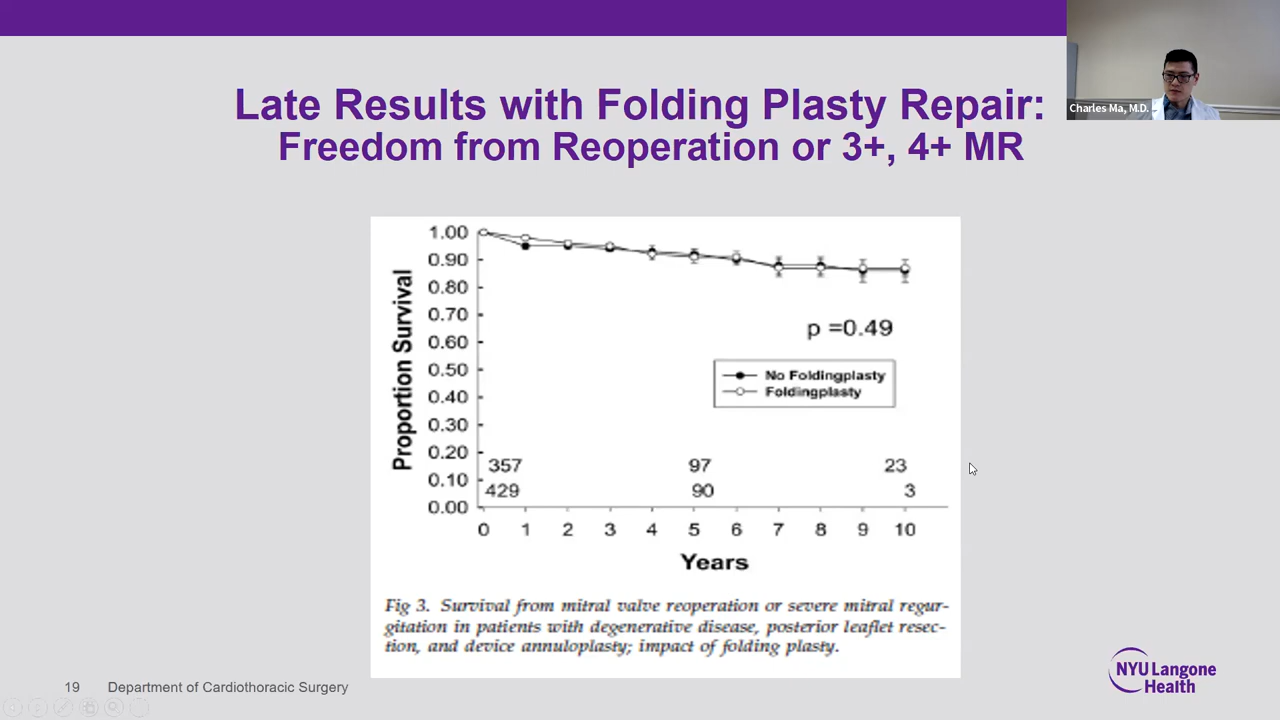 Charles Ma, M.D.
Late Results with Folding Plasty Repair:
Freedom from Reoperation or 3+, 4+ MR
Proportion Survival
1.00
0.90
0.80
0.70
0.60
0.50
0.40
0.30
0.20
0.10
0.00
p =0.49
No Foldingplasty
Foldingplasty
357 97 23
429 90 3
0 1 2 3 4 5 6 7 8 9 10
Years
Fig 3. Survival from mitral valve reoperation or severe mitral regur-
gitation in patients with degenerative disease, posterior leaflet resec-
tion, and device annuloplasty; impact of folding plasty.
19 Department of Cardiothoracic Surgery
NYU Langone
Health